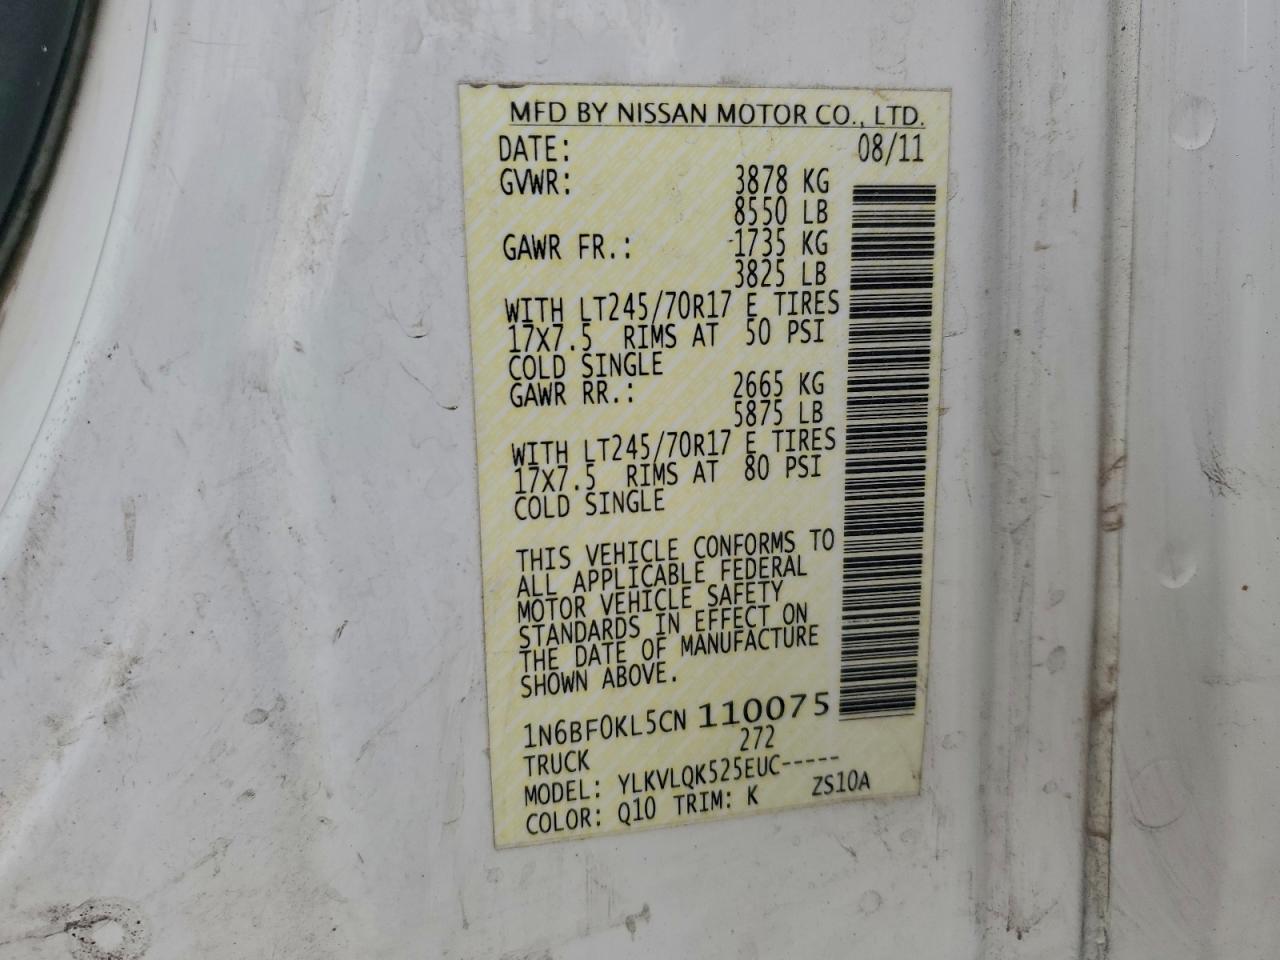 MFD BY NISSAN MOTOR CO., LTD.
DATE: 08/11
GVWR: 3878 KG
8550 LB
GAWR FR.: 1735 KG
3825 LB
WITH LT245/70R17 E TIRES
17X7.5 RIMS AT 50 PSI
COLD SINGLE
GAWR RR.: 2665 KG
5875 LB
WITH LT245/70R17 E TIRES
17X7.5 RIMS AT 80 PSI
COLD SINGLE
THIS VEHICLE CONFORMS TO
ALL APPLICABLE FEDERAL
MOTOR VEHICLE SAFETY
STANDARDS IN EFFECT ON
THE DATE OF MANUFACTURE
SHOWN ABOVE.
1N6BF0KL5CN 110075
TRUCK 272
MODEL: YLKVLQK525EUC-----
COLOR: Q10 TRIM: K ZS10A